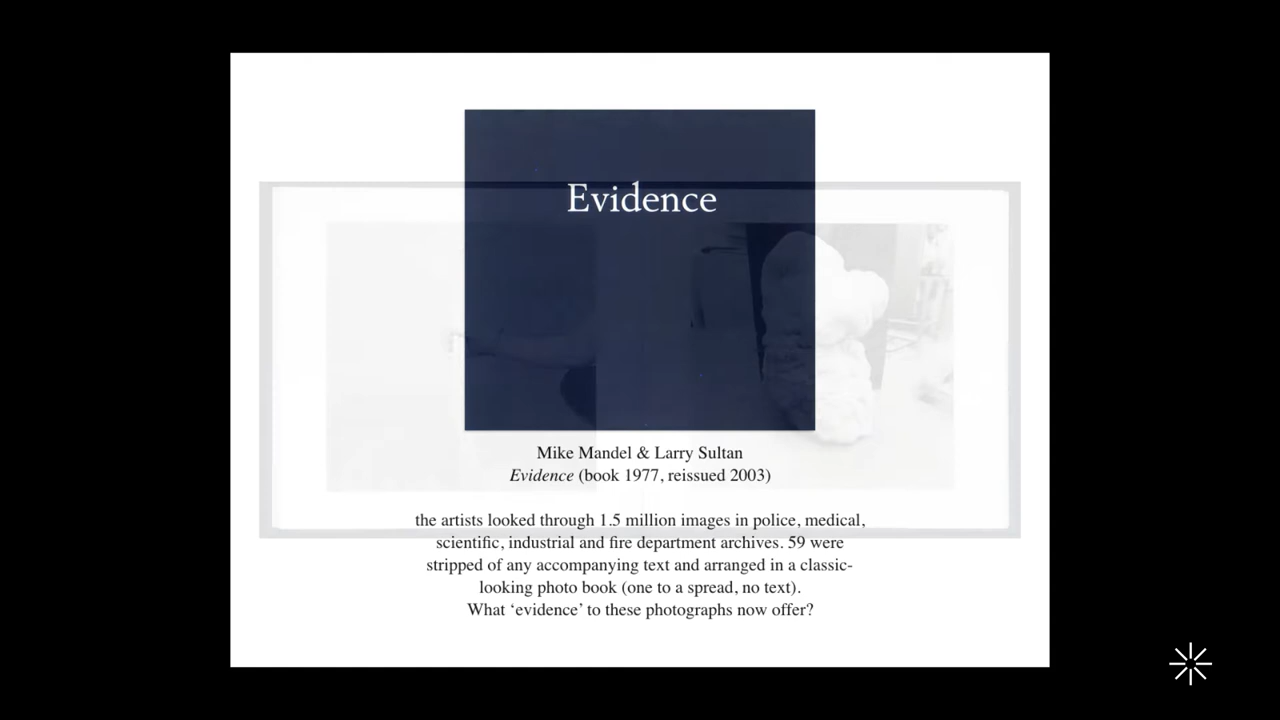 Evidence
Mike Mandel & Larry Sultan
Evidence (book 1977, reissued 2003)
the artists looked through 1.5 million images in police, medical,
scientific, industrial and fire department archives. 59 were
stripped of any accompanying text and arranged in a classic-
looking photo book (one to a spread, no text).
What ‘evidence’ to these photographs now offer?